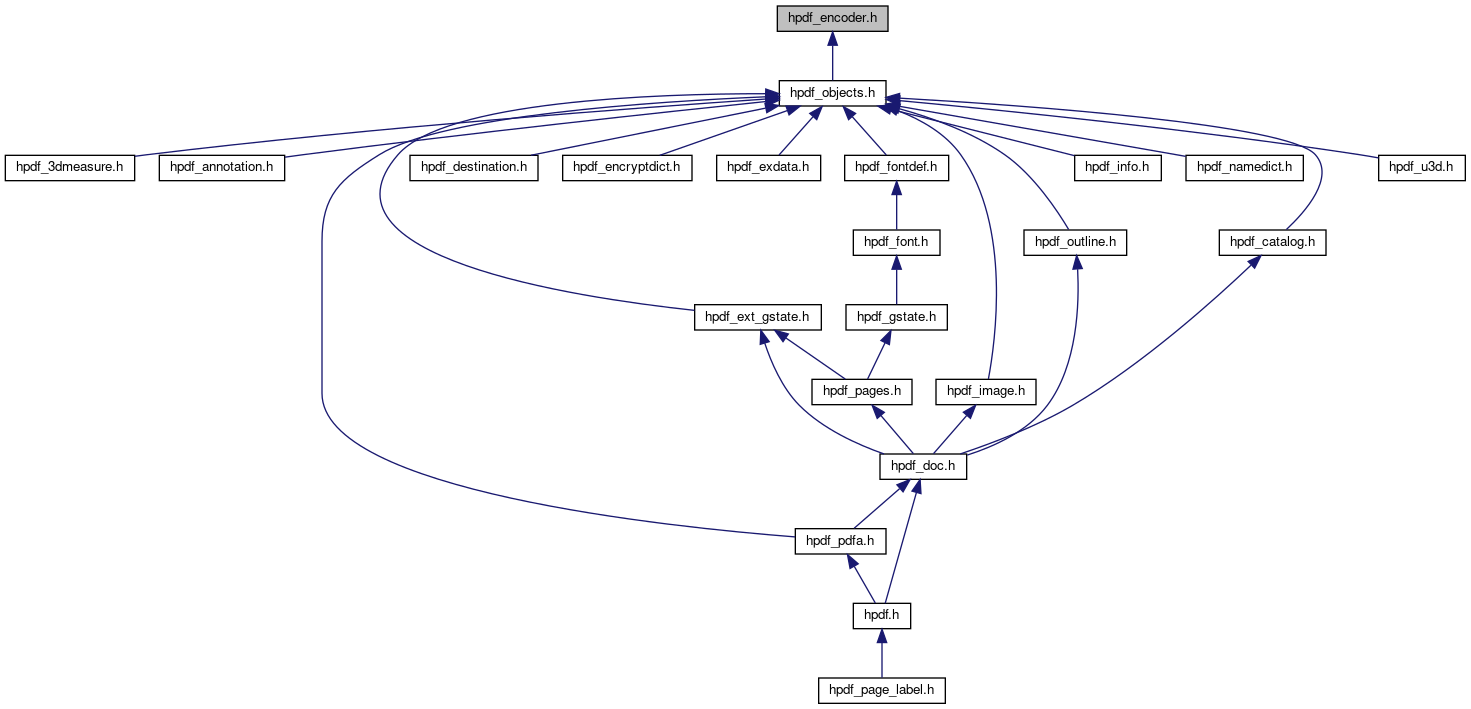 hpdf_encoder.h
hpdf_objects.h
hpdf_3dmeasure.h
hpdf_annotation.h
hpdf_destination.h
hpdf_encryptdict.h
hpdf_exdata.h
hpdf_fontdef.h
hpdf_info.h
hpdf_namedict.h
hpdf_u3d.h
hpdf_font.h
hpdf_outline.h
hpdf_catalog.h
hpdf_ext_gstate.h
hpdf_gstate.h
hpdf_pages.h
hpdf_image.h
hpdf_doc.h
hpdf_pdfa.h
hpdf.h
hpdf_page_label.h